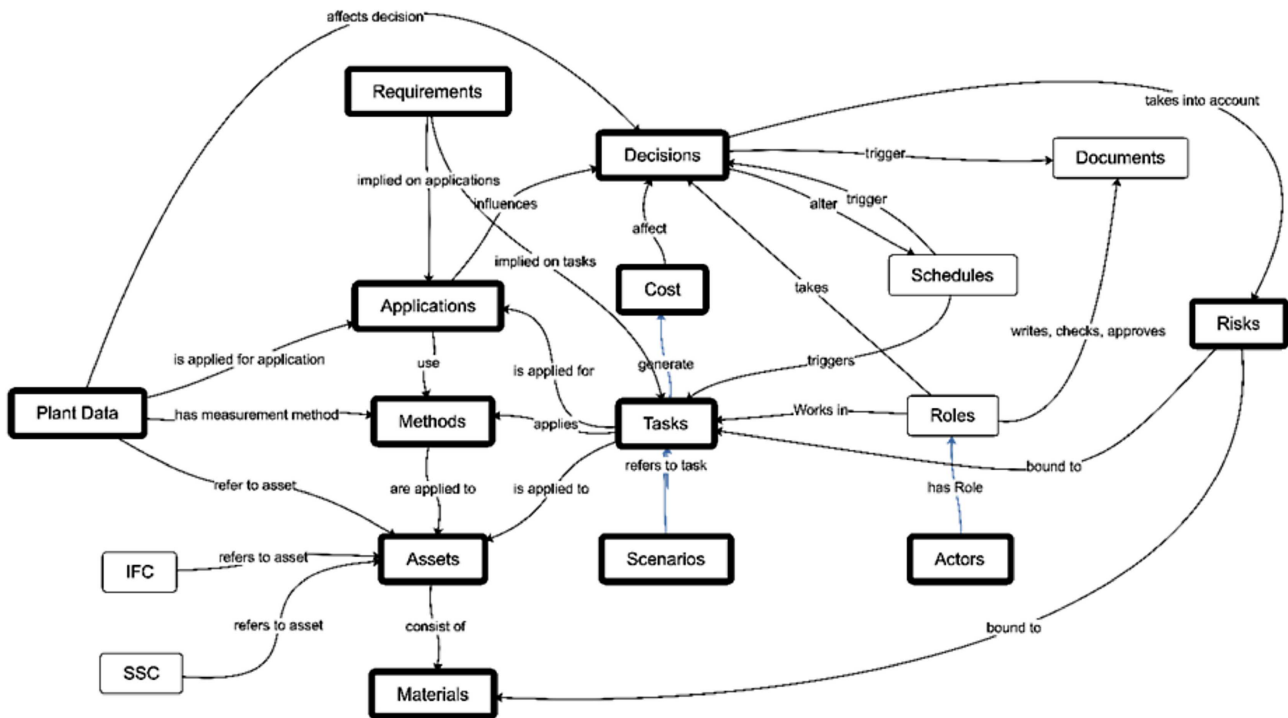 affects decision
Requirements
takes into account
Decisions
trigger
Documents
implied on applications
influences
alter
trigger
affect
implied on tasks
Schedules
Cost
takes
Applications
Risks
writes, checks, approves
is applied for application
use
is applied for
generate
triggers
Plant Data
has measurement method
Methods
applies
Tasks
Works in
Roles
refers to task
bound to
refer to asset
are applied to
is applied to
has Role
IFC
refers to asset
Assets
Scenarios
Actors
refers to asset
consist of
bound to
SSC
Materials